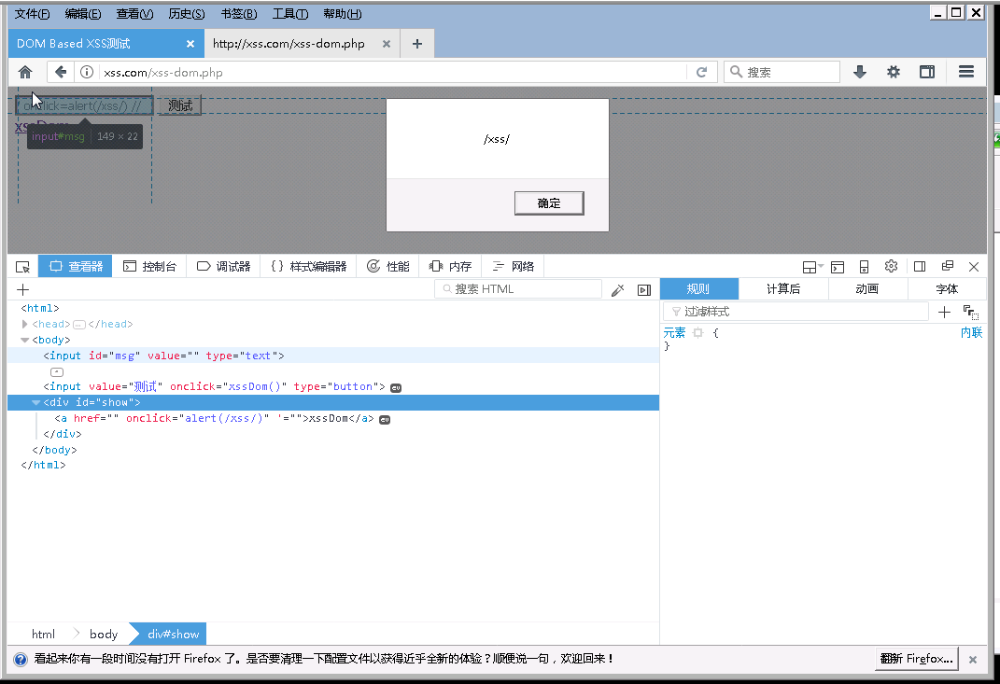 文件(F) 编辑(E) 查看(V) 历史(S) 书签(B) 工具(T) 帮助(H)
DOM Based XSS测试 × http://xss.com/xss-dom.php × +
xss.com/xss-dom.php 搜索
' onclick=alert(/xss/) // 测试
xssDom
input#msg | 149 × 22
/xss/
确定
查看器 控制台 调试器 {} 样式编辑器 性能 内存 网络
+ 搜索 HTML 规则 计算后 动画 字体
过滤样式 +
<html>
<head>…</head>
<body>
<input id="msg" value="" type="text">
<input value="测试" onclick="xssDom()" type="button"> ev
<div id="show">
<a href="" onclick="alert(/xss/)" '="">xssDom</a> ev
</div>
</body>
</html>
元素 { 内联
}
html body div#show
看起来你有一段时间没有打开 Firefox 了。是否要清理一下配置文件以获得近乎全新的体验？顺便说一句，欢迎回来！ 翻新 Firefox... ×